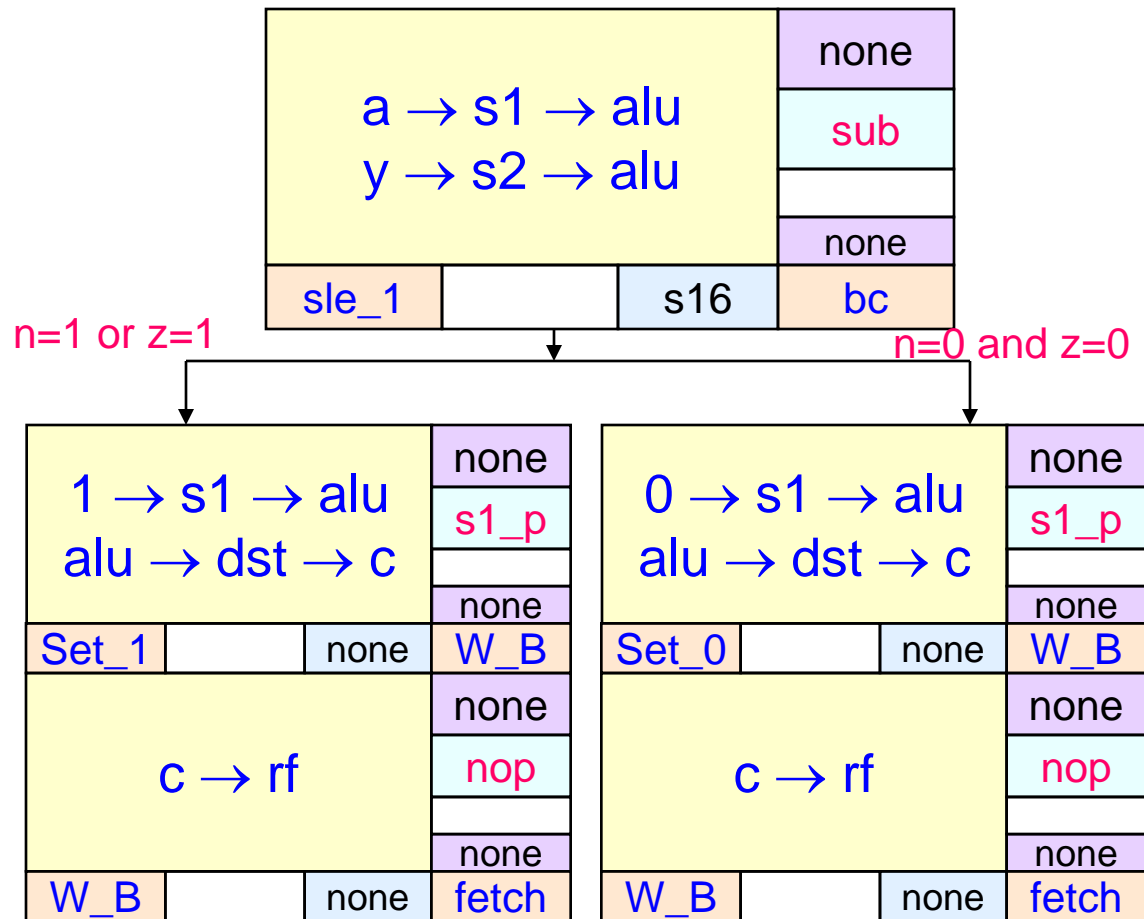 none
a → s1 → alu
y → s2 → alu
sub
none
sle_1 s16 bc
n=1 or z=1
n=0 and z=0
none
1 → s1 → alu
alu → dst → c
s1_p
none
Set_1 none W_B
none
c → rf
nop
none
W_B none fetch
none
0 → s1 → alu
alu → dst → c
s1_p
none
Set_0 none W_B
none
c → rf
nop
none
W_B none fetch